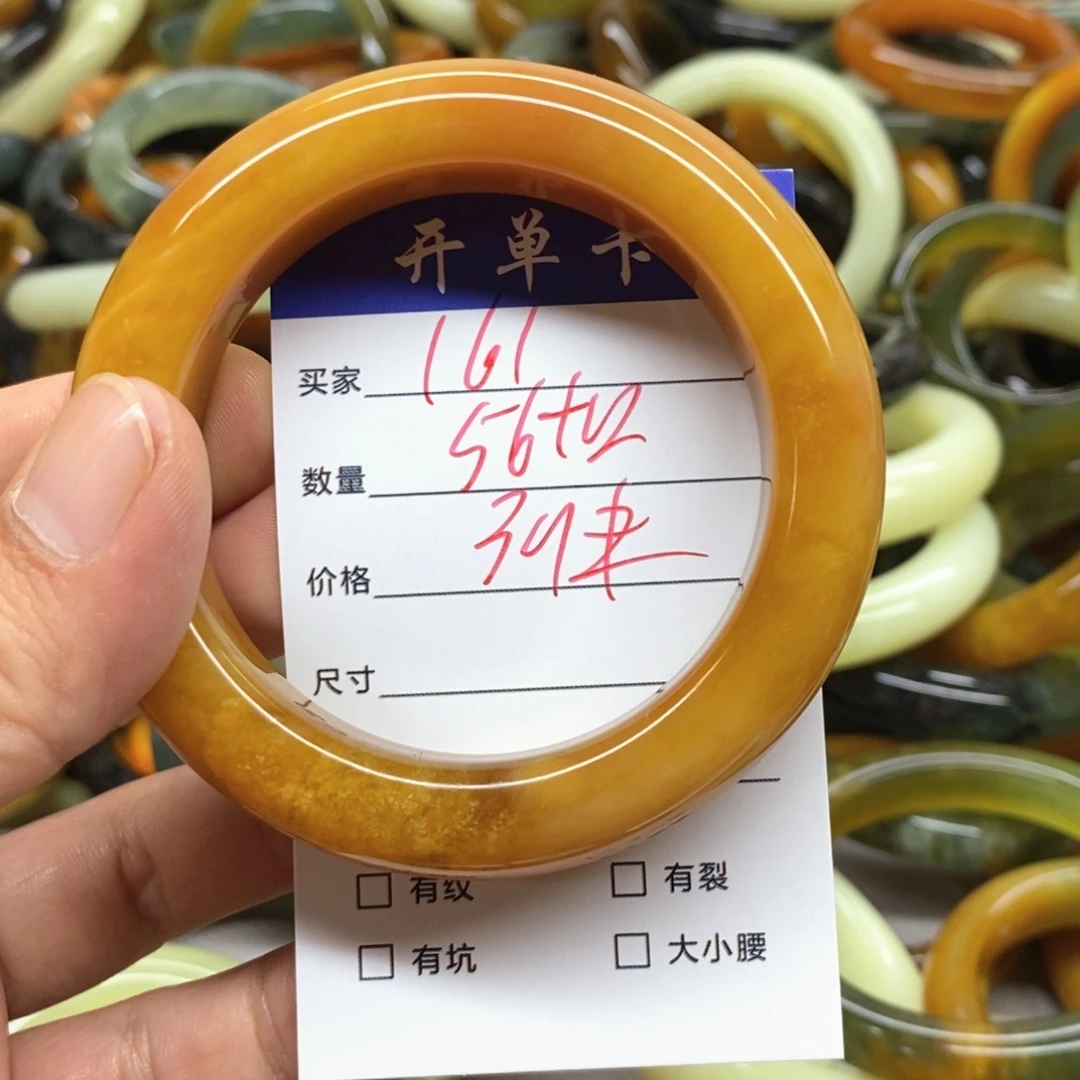 开单卡
买家 161
数量 56
价格
尺寸
有纹 有裂
有坑 大小腰